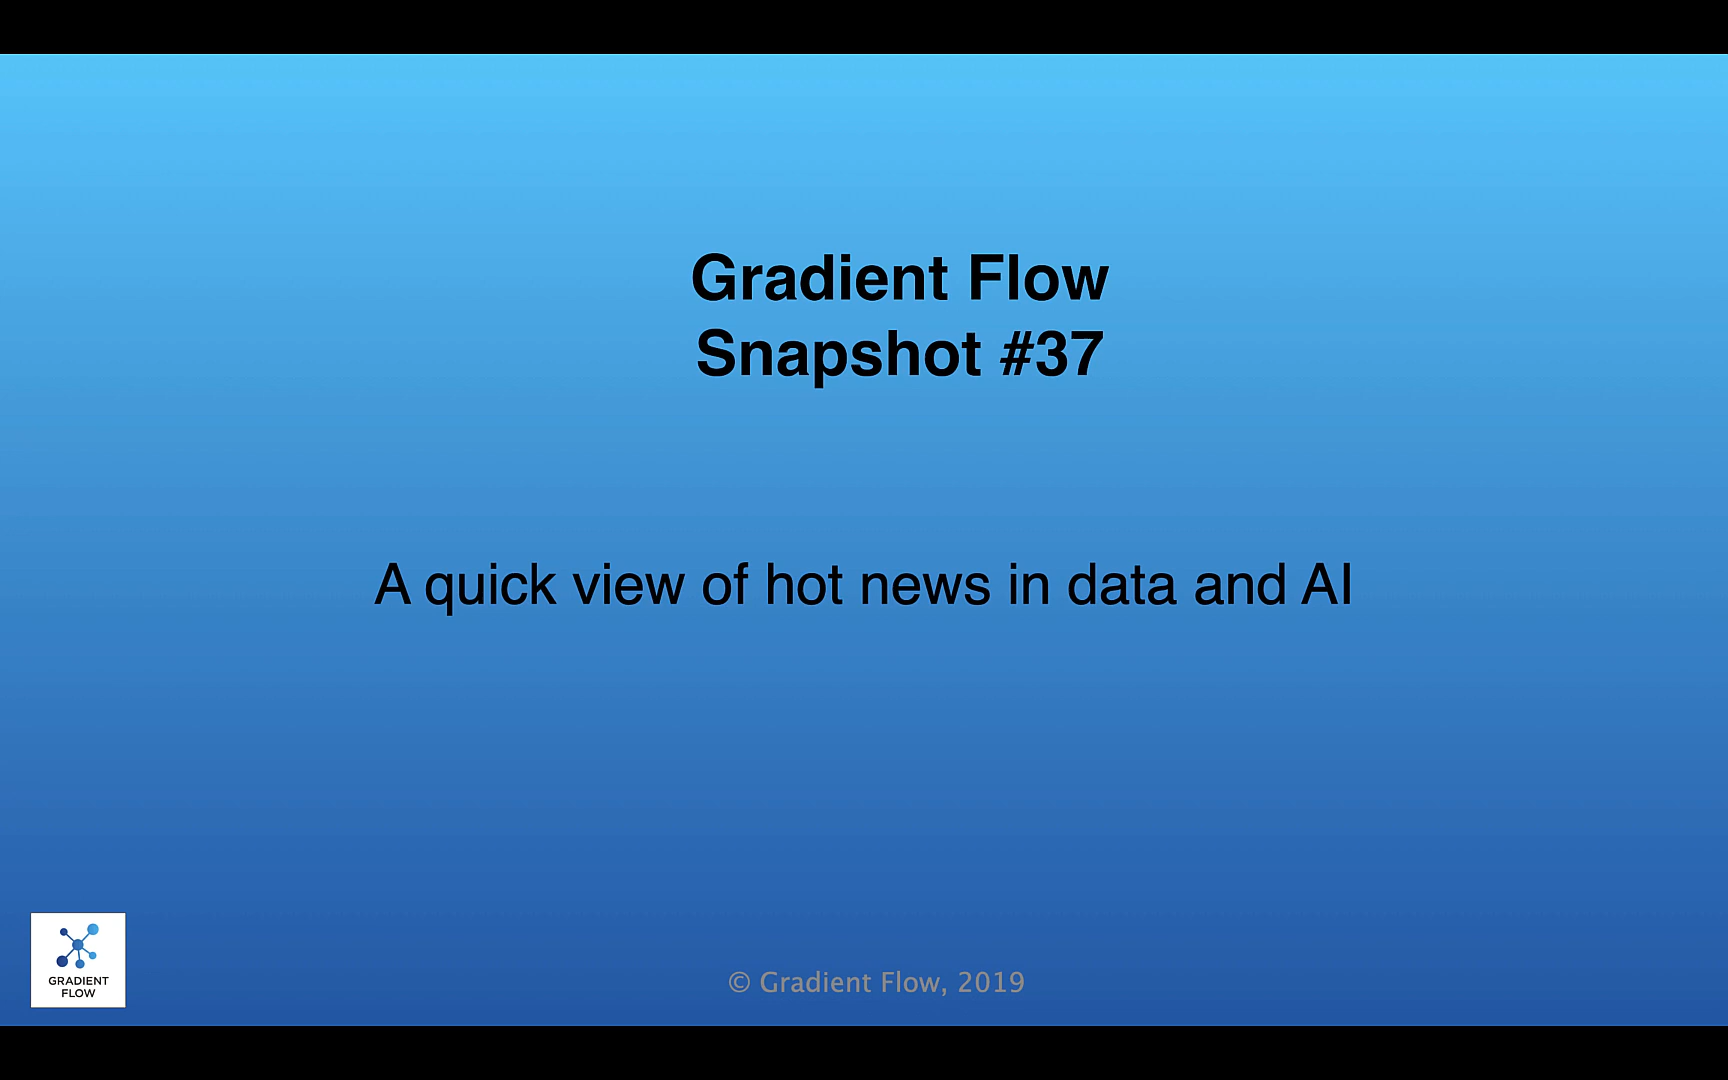 Gradient Flow
Snapshot #37
A quick view of hot news in data and AI
GRADIENT
FLOW
© Gradient Flow, 2019